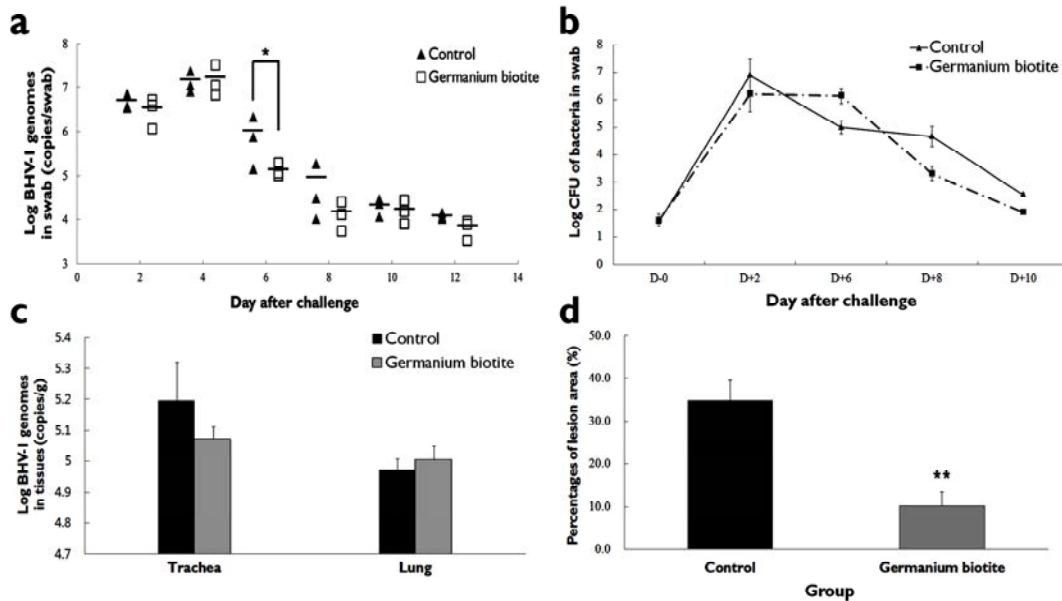 a
8
7
6
5
4
3
Log BHV-1 genomes
in swab (copies/swab)
*
Control
Germanium biotite
0 2 4 6 8 10 12 14
Day after challenge
b
8
7
6
5
4
3
2
1
0
Log CFU of bacteria in swab
Control
Germanium biotite
D-0 D+2 D+6 D+8 D+10
Day after challenge
c
5.4
5.3
5.2
5.1
5
4.9
4.8
4.7
Log BHV-1 genomes
in tissues (copies/g)
Control
Germanium biotite
Trachea Lung
d
50.0
40.0
30.0
20.0
10.0
0.0
Percentages of lesion area (%)
**
Control Germanium biotite
Group